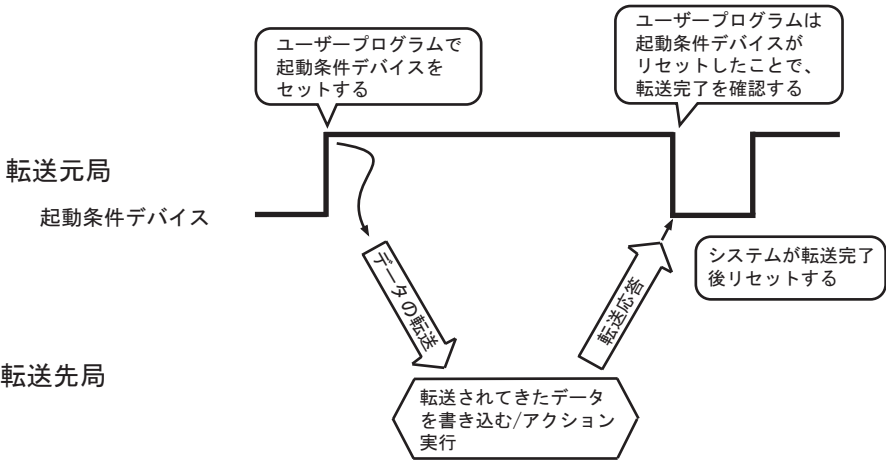 ユーザープログラムで
起動条件デバイスを
セットする
ユーザープログラムは
起動条件デバイスが
リセットしたことで、
転送完了を確認する
転送元局
起動条件デバイス
システムが転送完了
後リセットする
データの転送
転送応答
転送先局
転送されてきたデータ
を書き込む/アクション
実行